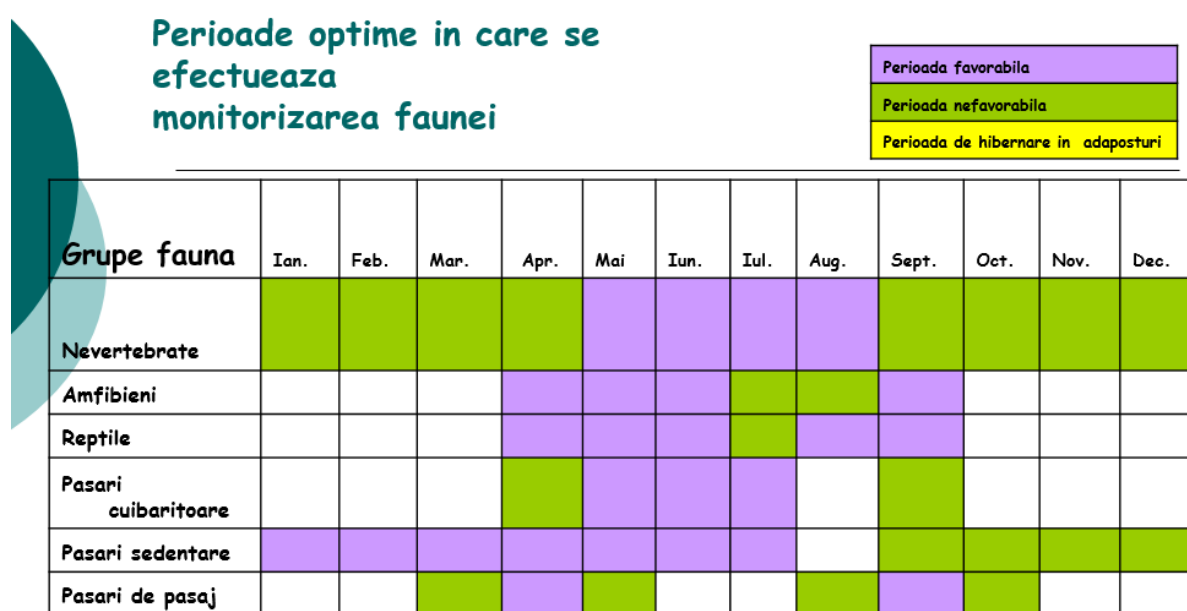 Perioade optime in care se
efectueaza
monitorizarea faunei
Perioada favorabila
Perioada nefavorabila
Perioada de hibernare in adaposturi
Grupe fauna Ian. Feb. Mar. Apr. Mai Iun. Iul. Aug. Sept. Oct. Nov. Dec.
Nevertebrate
Amfibieni
Reptile
Pasari
cuibaritoare
Pasari sedentare
Pasari de pasaj